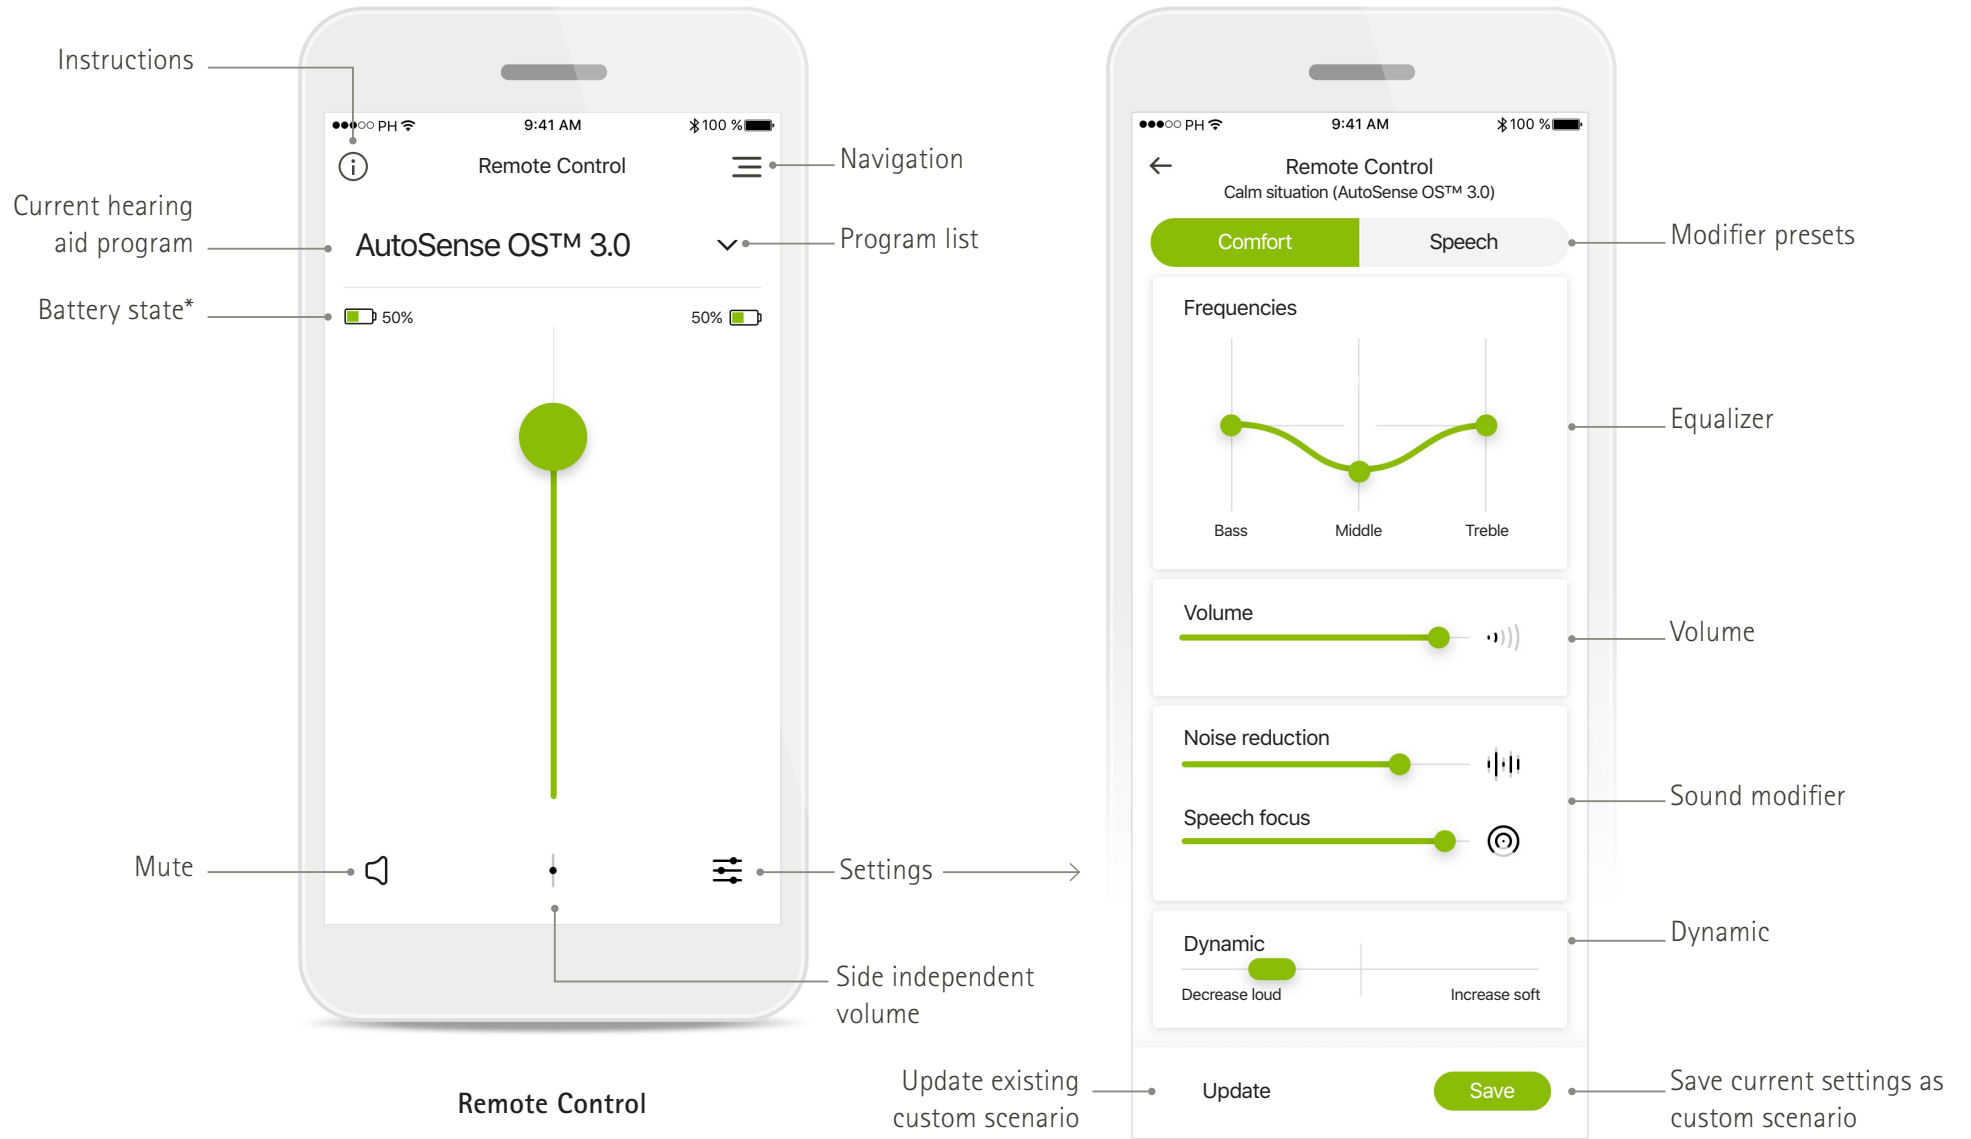 Instructions
PH
9:41 AM
100 %
Remote Control
Navigation
Current hearing
aid program
AutoSense OS™ 3.0
Program list
Battery state*
50%
50%
Mute
Settings
Side independent
volume
Remote Control
PH
9:41 AM
100 %
Remote Control
Calm situation (AutoSense OS™ 3.0)
Comfort
Speech
Modifier presets
Frequencies
Equalizer
Bass
Middle
Treble
Volume
Volume
Noise reduction
Sound modifier
Speech focus
Dynamic
Dynamic
Decrease loud
Increase soft
Update existing
custom scenario
Update
Save
Save current settings as
custom scenario